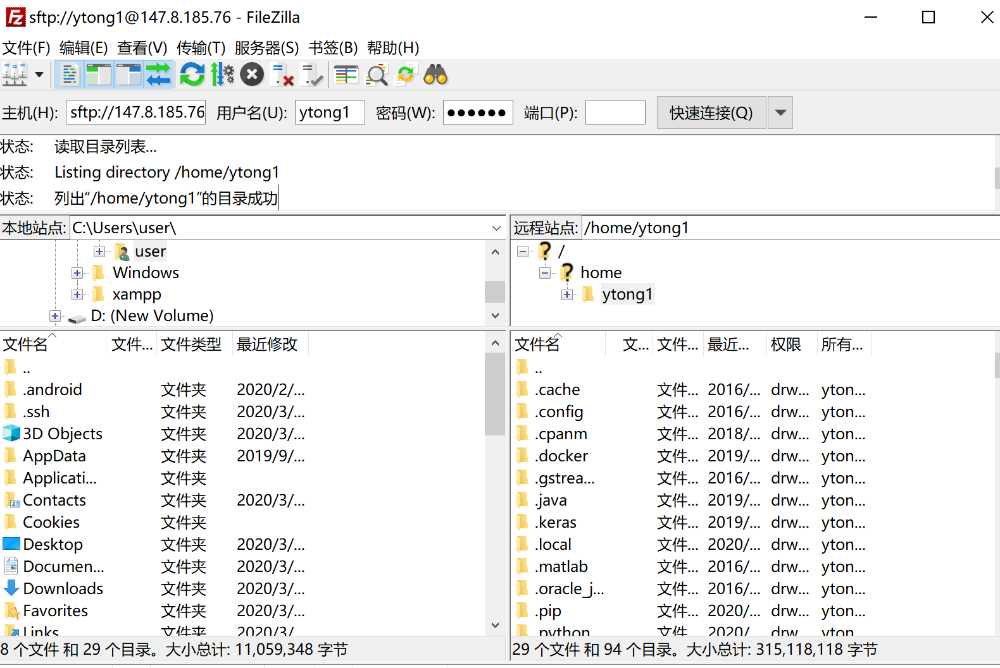 sftp://ytong1@147.8.185.76 - FileZilla
文件(F) 编辑(E) 查看(V) 传输(T) 服务器(S) 书签(B) 帮助(H)
主机(H): sftp://147.8.185.76 用户名(U): ytong1 密码(W): ●●●●●● 端口(P): 快速连接(Q)
状态: 读取目录列表...
状态: Listing directory /home/ytong1
状态: 列出“/home/ytong1”的目录成功
本地站点: C:\Users\user\
user
Windows
xampp
D: (New Volume)
远程站点: /home/ytong1
/
home
ytong1
文件名 文件... 文件类型 最近修改
..
.android 文件夹 2020/2/...
.ssh 文件夹 2020/3/...
3D Objects 文件夹 2020/3/...
AppData 文件夹 2019/9/...
Applicati... 文件夹
Contacts 文件夹 2020/3/...
Cookies 文件夹
Desktop 文件夹 2020/3/...
Documen... 文件夹 2020/3/...
Downloads 文件夹 2020/3/...
Favorites 文件夹 2020/3/...
Links 文件夹 2020/3/
8 个文件 和 29 个目录。大小总计: 11,059,348 字节
文件名 文... 文件... 最近... 权限 所有...
..
.cache 文件... 2016/... drw... yton...
.config 文件... 2016/... drw... yton...
.cpanm 文件... 2018/... drw... yton...
.docker 文件... 2019/... drw... yton...
.gstrea... 文件... 2016/... drw... yton...
.java 文件... 2019/... drw... yton...
.keras 文件... 2019/... drw... yton...
.local 文件... 2020/... drw... yton...
.matlab 文件... 2016/... drw... yton...
.oracle_j... 文件... 2016/... drw... yton...
.pip 文件... 2020/... drw... yton...
.python 文件... 2020/ drw yton
29 个文件 和 94 个目录。大小总计: 315,118,118 字节